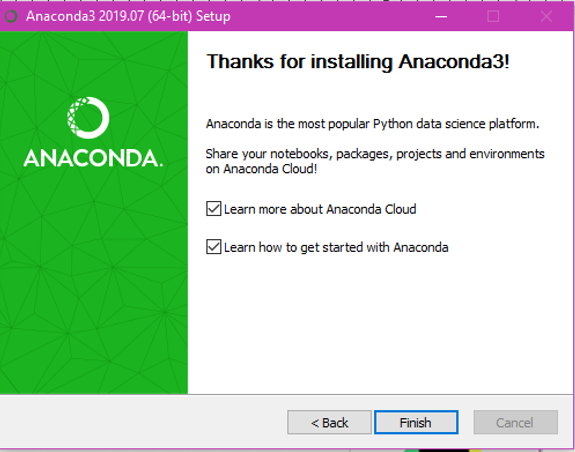 Anaconda3 2019.07 (64-bit) Setup
Thanks for installing Anaconda3!
ANACONDA.
Anaconda is the most popular Python data science platform.
Share your notebooks, packages, projects and environments
on Anaconda Cloud!
Learn more about Anaconda Cloud
Learn how to get started with Anaconda
< Back
Finish
Cancel